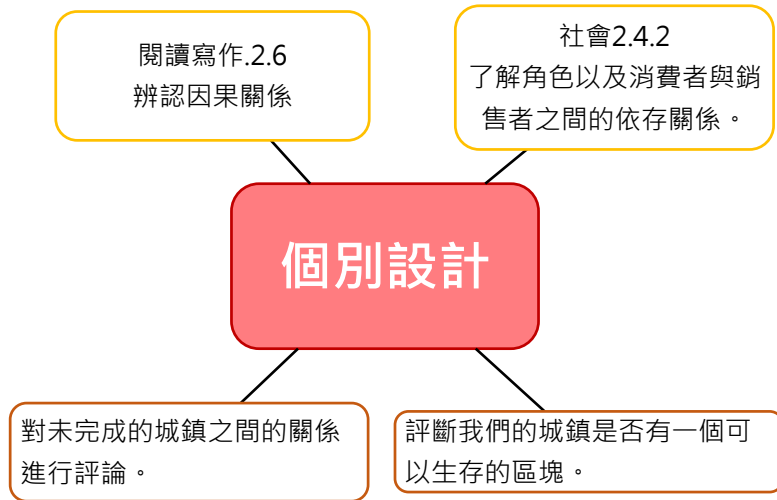 閱讀寫作.2.6
辨認因果關係
社會2.4.2
了解角色以及消費者與銷
售者之間的依存關係。
個別設計
對未完成的城鎮之間的關係
進行評論。
評斷我們的城鎮是否有一個可
以生存的區塊。